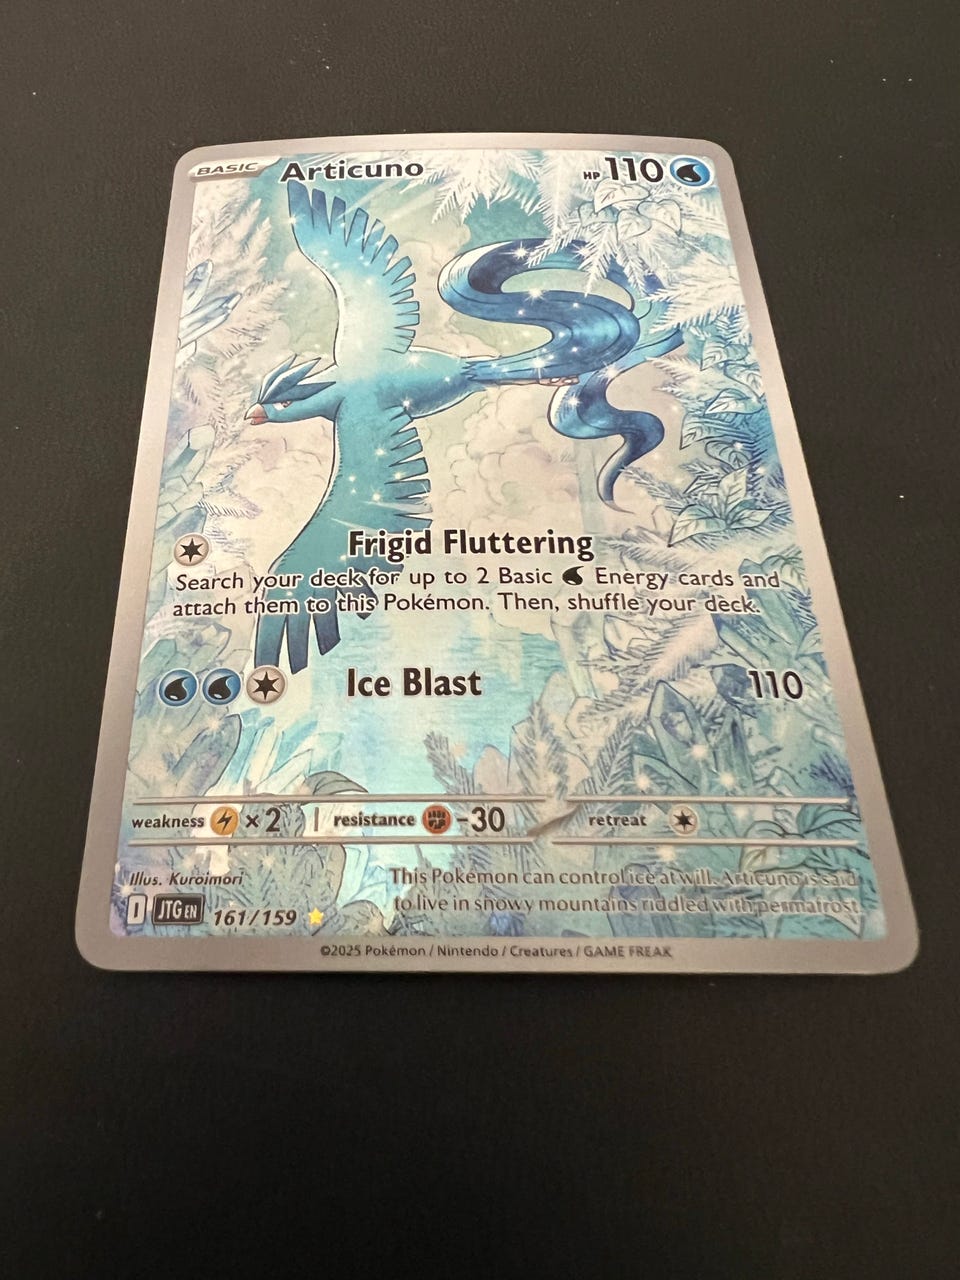 BASIC Articuno HP 110
Frigid Fluttering
Search your deck for up to 2 Basic Energy cards and
attach them to this Pokémon. Then, shuffle your deck.
Ice Blast 110
weakness ×2 resistance -30 retreat
Illus. Kuroimori
This Pokémon can control ice at will. Articuno is said
to live in snowy mountains riddled with permafrost.
I JTG EN 161/159
©2025 Pokémon / Nintendo / Creatures / GAME FREAK